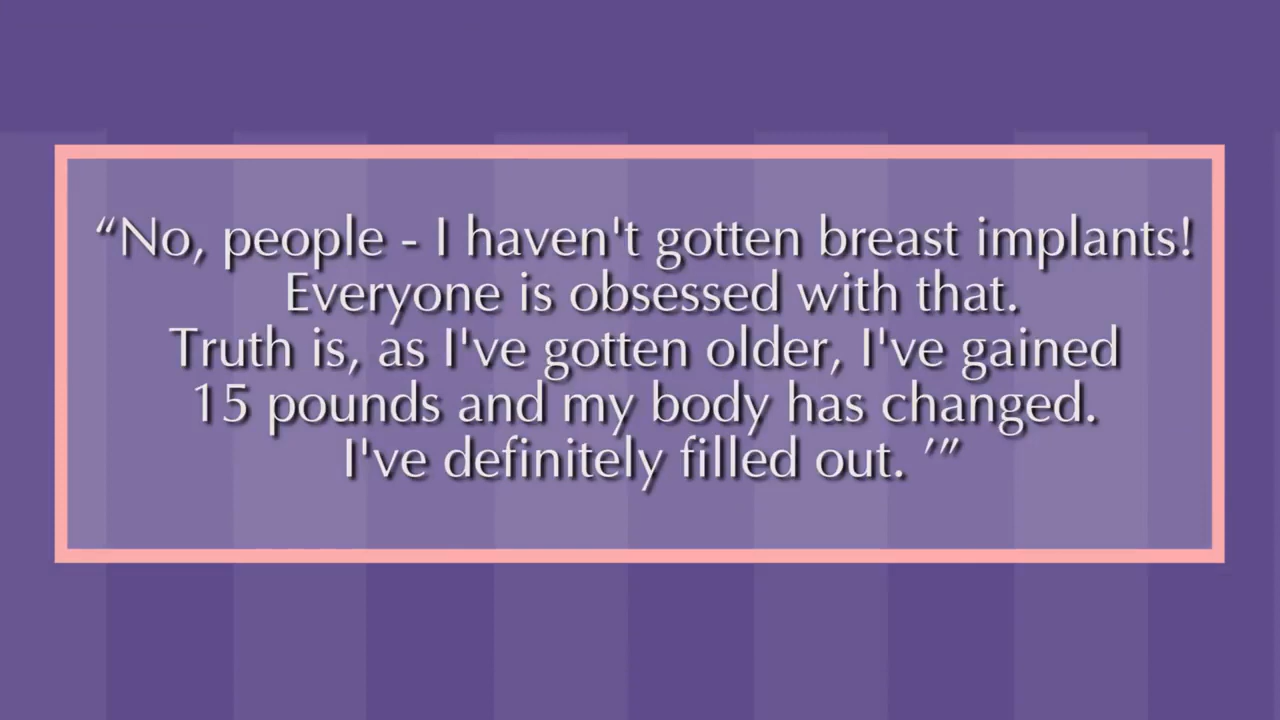 “No, people - I haven't gotten breast implants!
Everyone is obsessed with that.
Truth is, as I've gotten older, I've gained
15 pounds and my body has changed.
I've definitely filled out. ’”